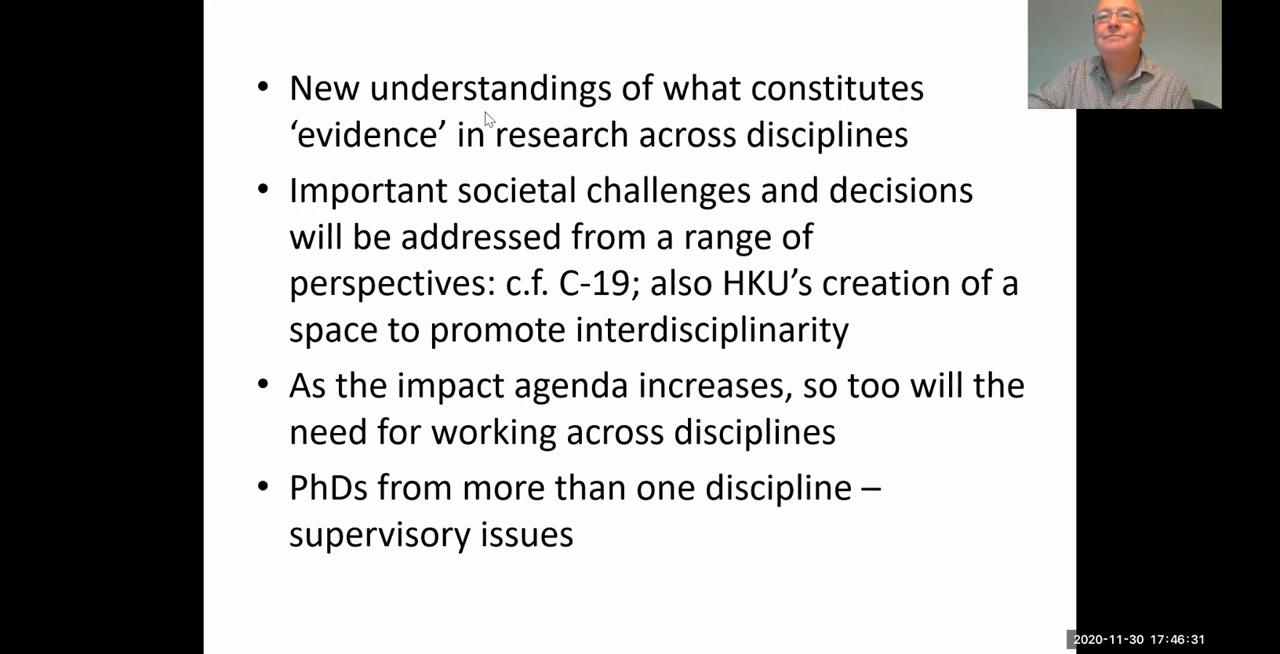 • New understandings of what constitutes
‘evidence’ in research across disciplines
• Important societal challenges and decisions
will be addressed from a range of
perspectives: c.f. C-19; also HKU’s creation of a
space to promote interdisciplinarity
• As the impact agenda increases, so too will the
need for working across disciplines
• PhDs from more than one discipline –
supervisory issues
2020-11-30 17:46:31